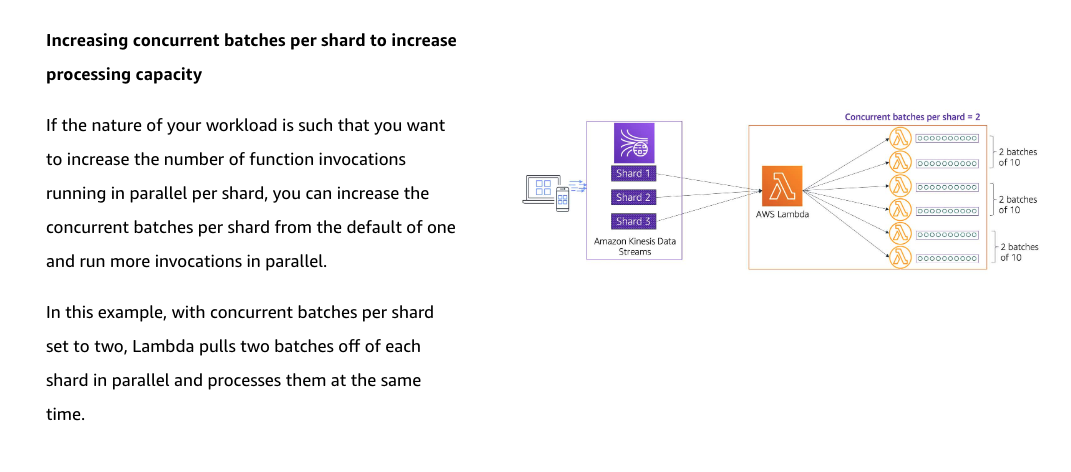 Increasing concurrent batches per shard to increase
processing capacity
If the nature of your workload is such that you want
to increase the number of function invocations
running in parallel per shard, you can increase the
concurrent batches per shard from the default of one
and run more invocations in parallel.
In this example, with concurrent batches per shard
set to two, Lambda pulls two batches off of each
shard in parallel and processes them at the same
time.
Shard 1
Shard 2
Shard 3
Amazon Kinesis Data
Streams
AWS Lambda
Concurrent batches per shard = 2
2 batches
of 10
2 batches
of 10
2 batches
of 10